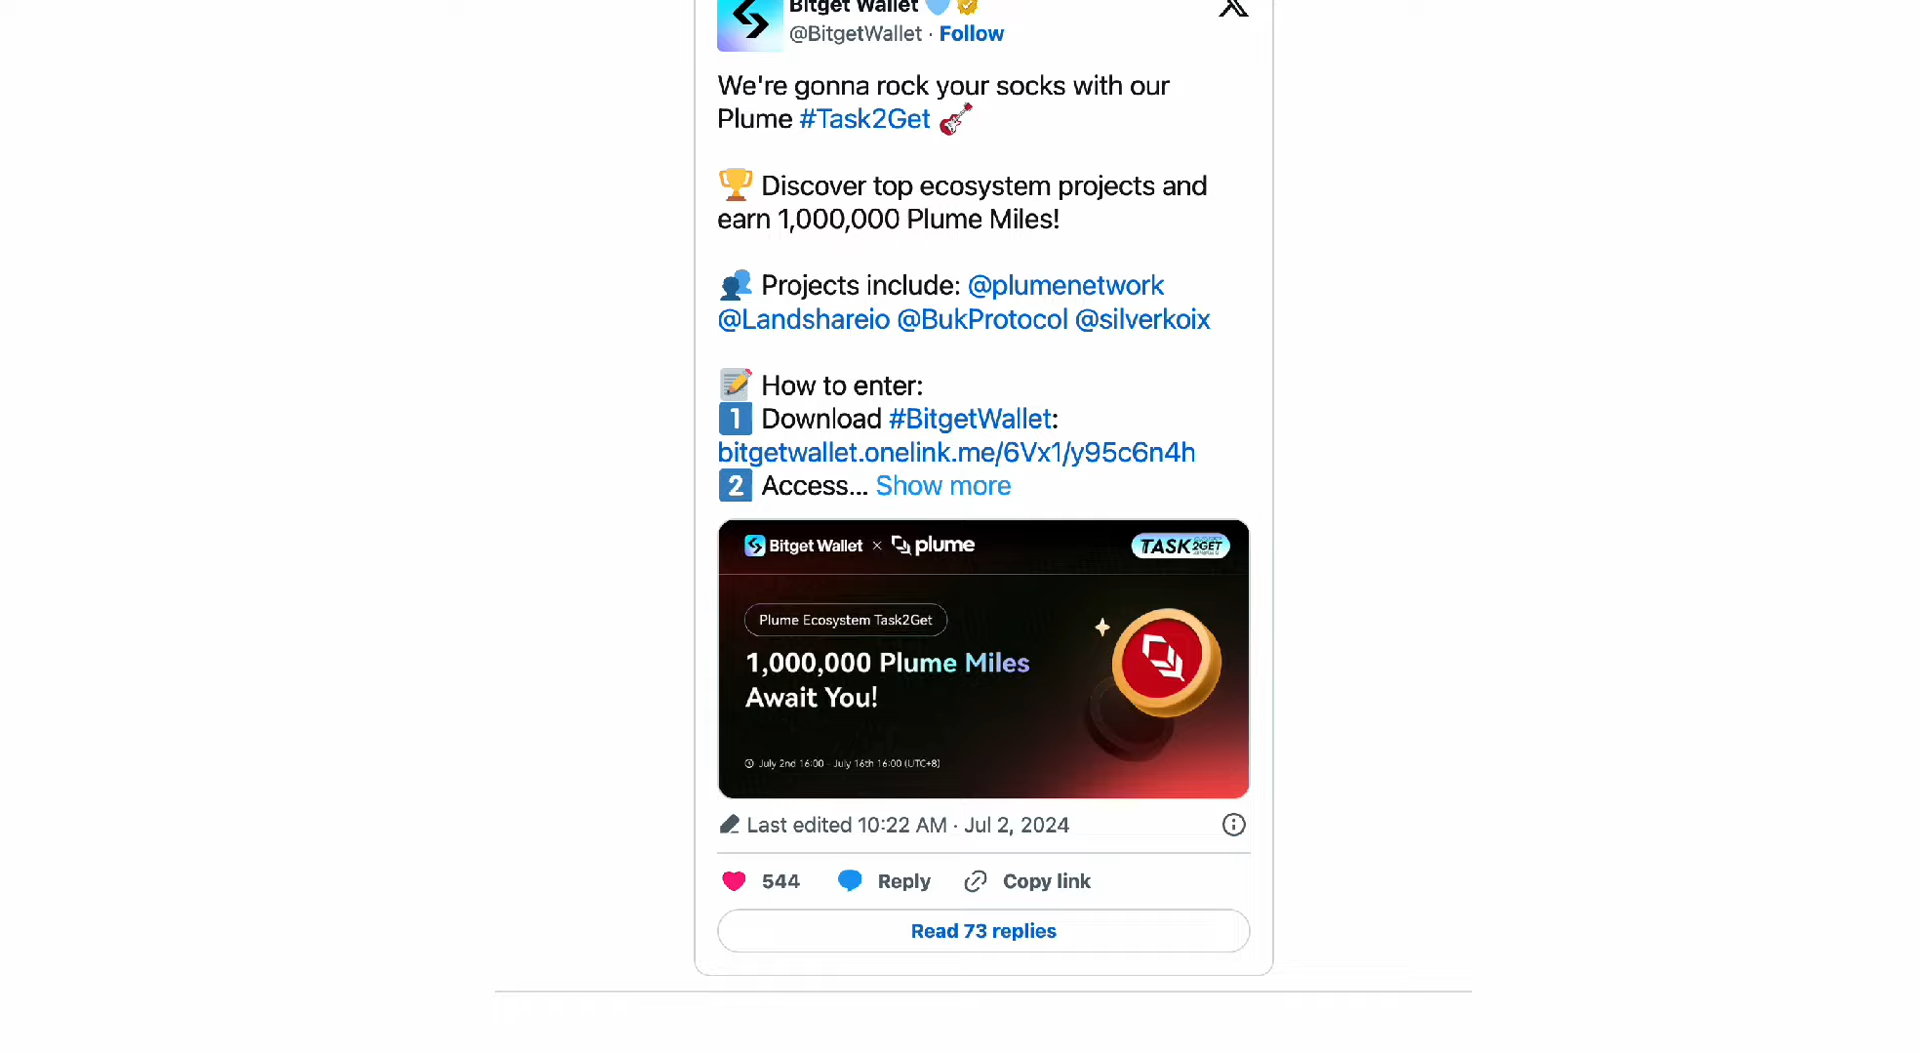 Bitget Wallet
@BitgetWallet · Follow
We're gonna rock your socks with our
Plume #Task2Get 🎸
🏆 Discover top ecosystem projects and
earn 1,000,000 Plume Miles!
👥 Projects include: @plumenetwork
@Landshareio @BukProtocol @silverkoix
📝 How to enter:
1️⃣ Download #BitgetWallet:
bitgetwallet.onelink.me/6Vx1/y95c6n4h
2️⃣ Access... Show more
Bitget Wallet × plume TASK2GET
Plume Ecosystem Task2Get
1,000,000 Plume Miles
Await You!
July 2nd 16:00 - July 16th 16:00 (UTC+8)
Last edited 10:22 AM · Jul 2, 2024
544 Reply Copy link
Read 73 replies